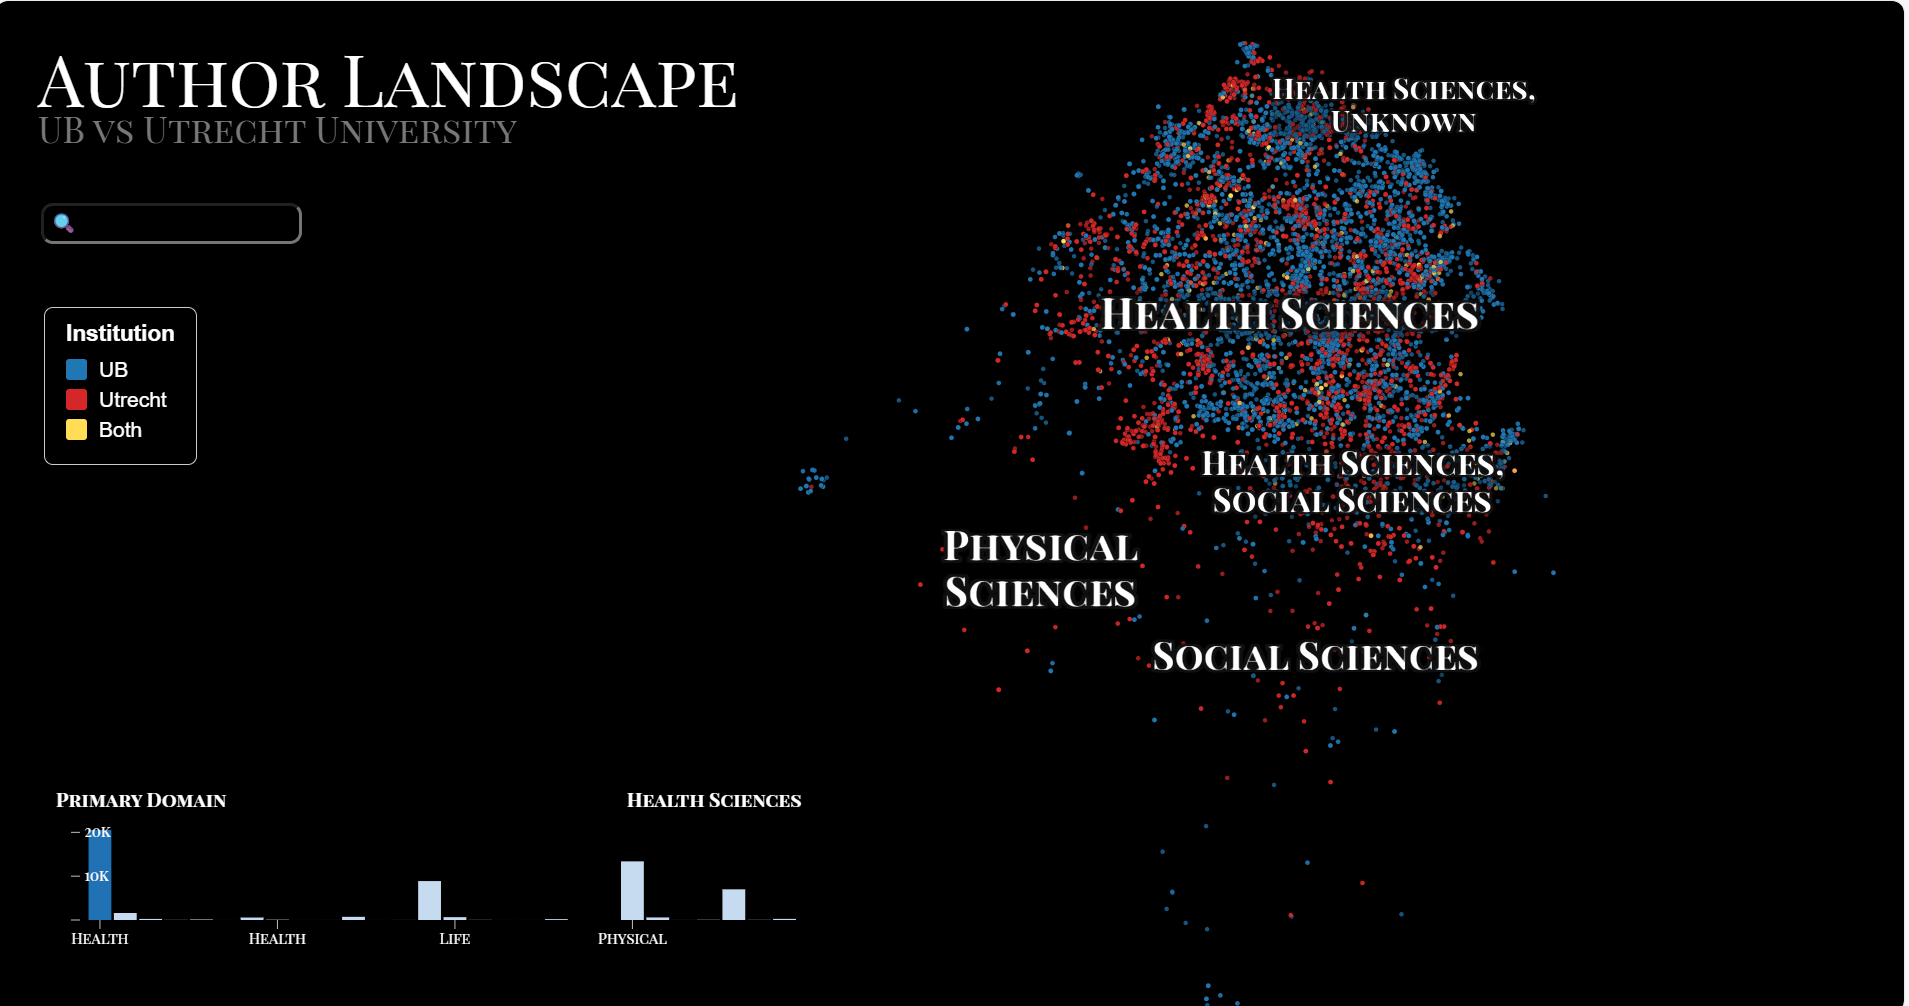 Author Landscape
UB vs Utrecht University
Institution
UB
Utrecht
Both
Health Sciences,
Unknown
Health Sciences
Health Sciences,
Social Sciences
Physical
Sciences
Social Sciences
Primary Domain
Health Sciences
20K
10K
Health
Health
Life
Physical